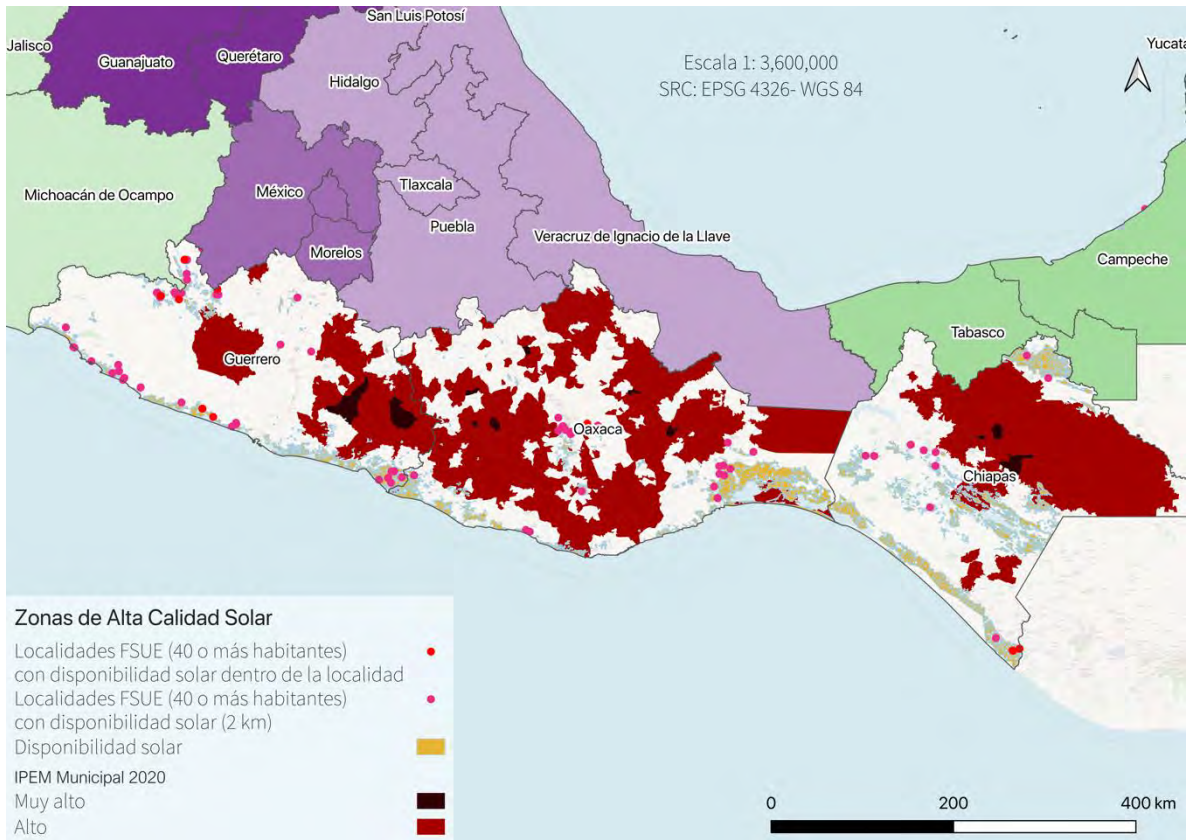 San Luis Potosí
Jalisco
Guanajuato
Querétaro
Hidalgo
Escala 1: 3,600,000
SRC: EPSG 4326- WGS 84
Yucata
Michoacán de Ocampo
México
Tlaxcala
Morelos
Puebla
Veracruz de Ignacio de la Llave
Campeche
Tabasco
Guerrero
Oaxaca
Chiapas
Zonas de Alta Calidad Solar
Localidades FSUE (40 o más habitantes)
con disponibilidad solar dentro de la localidad
Localidades FSUE (40 o más habitantes)
con disponibilidad solar (2 km)
Disponibilidad solar
IPEM Municipal 2020
Muy alto
Alto
0 200 400 km